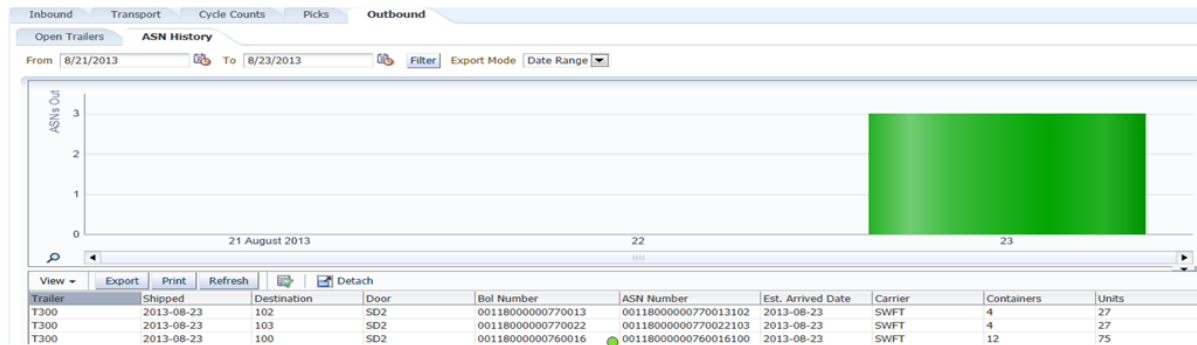 Inbound Transport Cycle Counts Picks Outbound
Open Trailers ASN History
From 8/21/2013 To 8/23/2013 Filter Export Mode Date Range
ASNs Out
3
2
1
0
21 August 2013 22 23
View Export Print Refresh Detach
Trailer Shipped Destination Door Bol Number ASN Number Est. Arrived Date Carrier Containers Units
T300 2013-08-23 102 SD2 00118000000770013 00118000000770013102 2013-08-23 SWFT 4 27
T300 2013-08-23 103 SD2 00118000000770022 00118000000770022103 2013-08-23 SWFT 4 27
T300 2013-08-23 100 SD2 00118000000760016 00118000000760016100 2013-08-23 SWFT 12 75